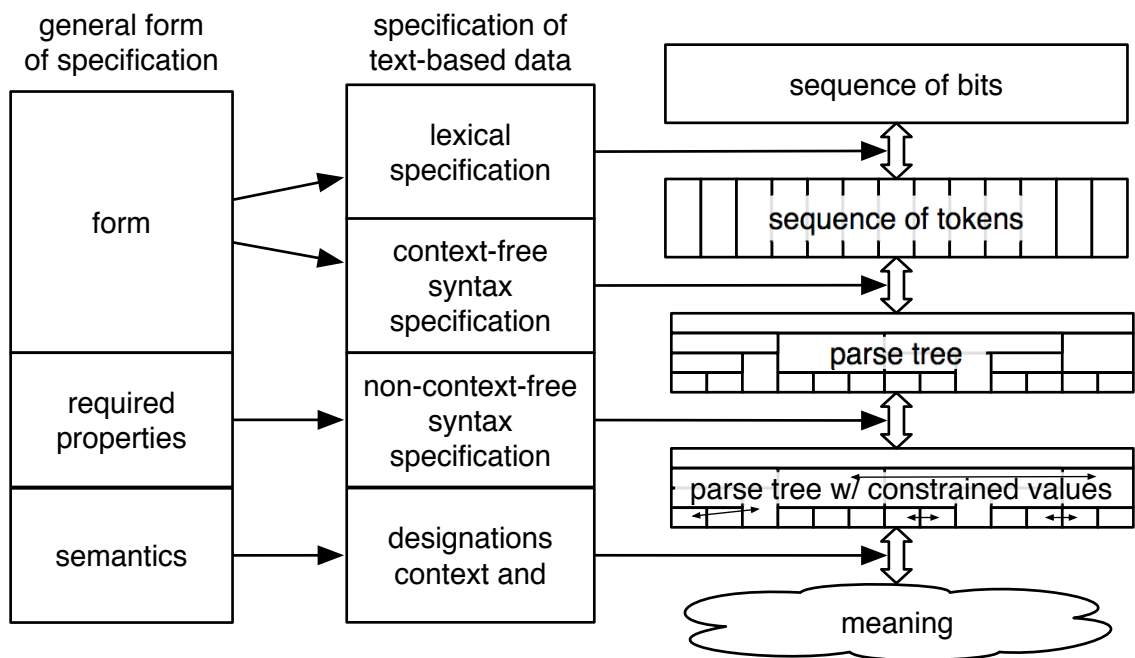 general form
of specification
form
required
properties
semantics
specification of
text-based data
lexical
specification
context-free
syntax
specification
non-context-free
syntax
specification
designations
context and
sequence of bits
sequence of tokens
parse tree
parse tree w/ constrained values
meaning